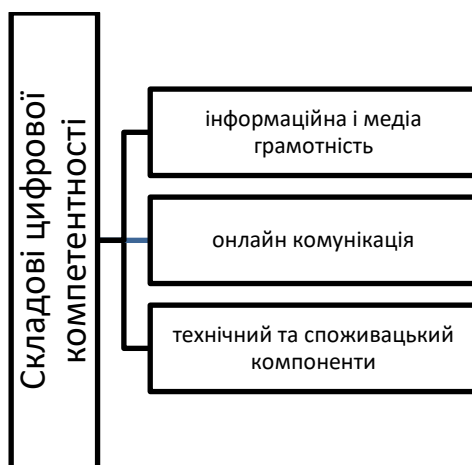 Складові цифрової
компетентності
інформаційна і медіа
грамотність
онлайн комунікація
технічний та споживацький
компоненти